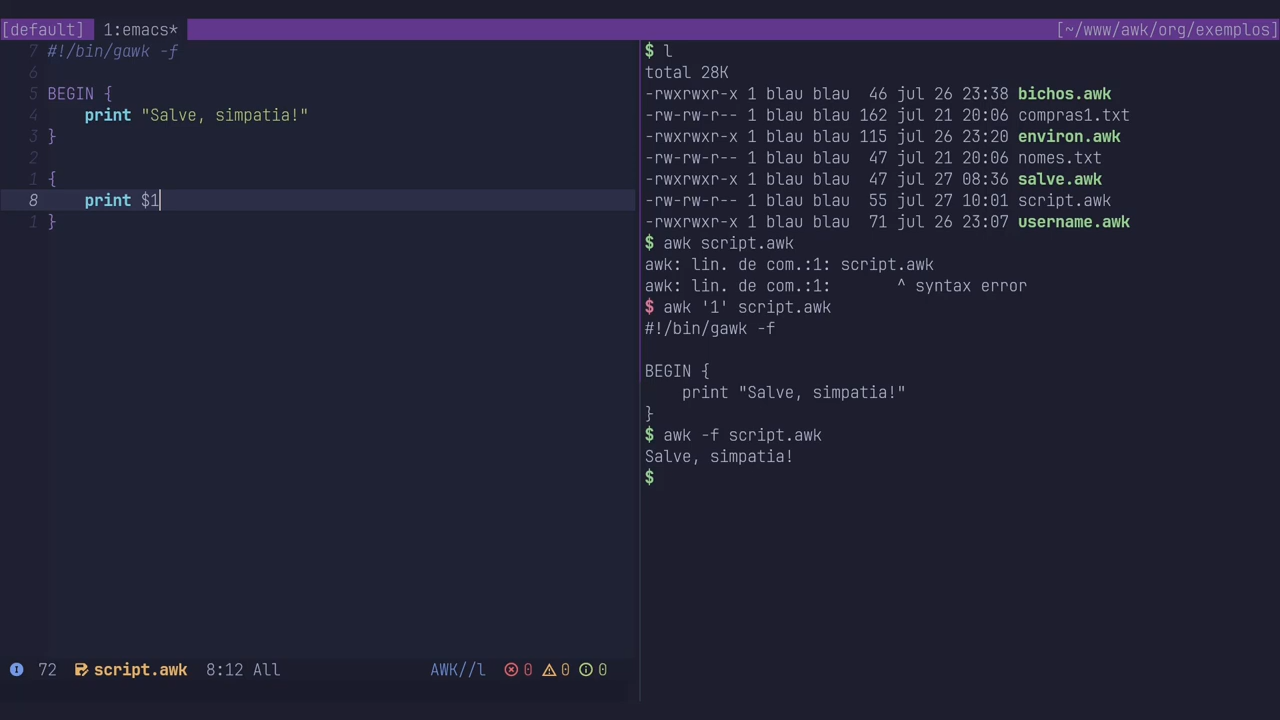 [default] 1:emacs* [~/www/awk/org/exemplos]
7 #!/bin/gawk -f
6
5 BEGIN {
4     print "Salve, simpatia!"
3 }
2
1 {
8     print $1
1 }
I 72 script.awk 8:12 All AWK//l 0 0 0
$ l
total 28K
-rwxrwxr-x 1 blau blau  46 jul 26 23:38 bichos.awk
-rw-rw-r-- 1 blau blau 162 jul 21 20:06 compras1.txt
-rwxrwxr-x 1 blau blau 115 jul 26 23:20 environ.awk
-rw-rw-r-- 1 blau blau  47 jul 21 20:06 nomes.txt
-rwxrwxr-x 1 blau blau  47 jul 27 08:36 salve.awk
-rw-rw-r-- 1 blau blau  55 jul 27 10:01 script.awk
-rwxrwxr-x 1 blau blau  71 jul 26 23:07 username.awk
$ awk script.awk
awk: lin. de com.:1: script.awk
awk: lin. de com.:1:       ^ syntax error
$ awk '1' script.awk
#!/bin/gawk -f

BEGIN {
    print "Salve, simpatia!"
}
$ awk -f script.awk
Salve, simpatia!
$